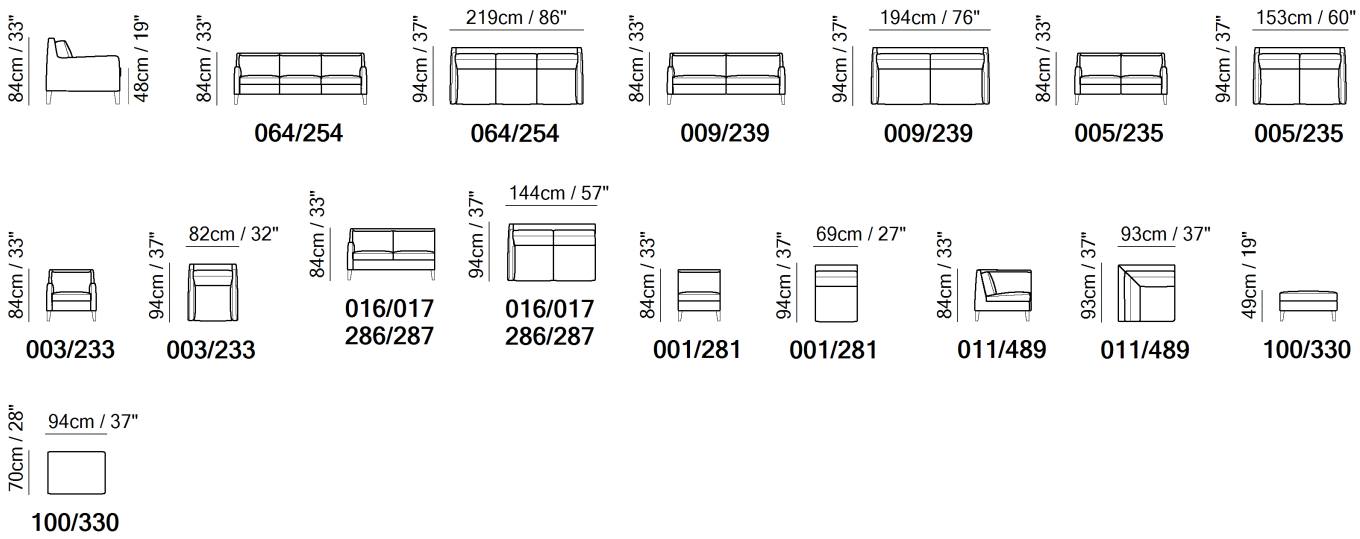 84cm / 33"
48cm / 19"
84cm / 33"
064/254
94cm / 37"
219cm / 86"
064/254
84cm / 33"
009/239
94cm / 37"
194cm / 76"
009/239
84cm / 33"
005/235
94cm / 37"
153cm / 60"
005/235
84cm / 33"
003/233
94cm / 37"
82cm / 32"
003/233
84cm / 33"
016/017
286/287
94cm / 37"
144cm / 57"
016/017
286/287
84cm / 33"
001/281
94cm / 37"
69cm / 27"
001/281
84cm / 33"
011/489
93cm / 37"
93cm / 37"
011/489
49cm / 19"
100/330
70cm / 28"
94cm / 37"
100/330